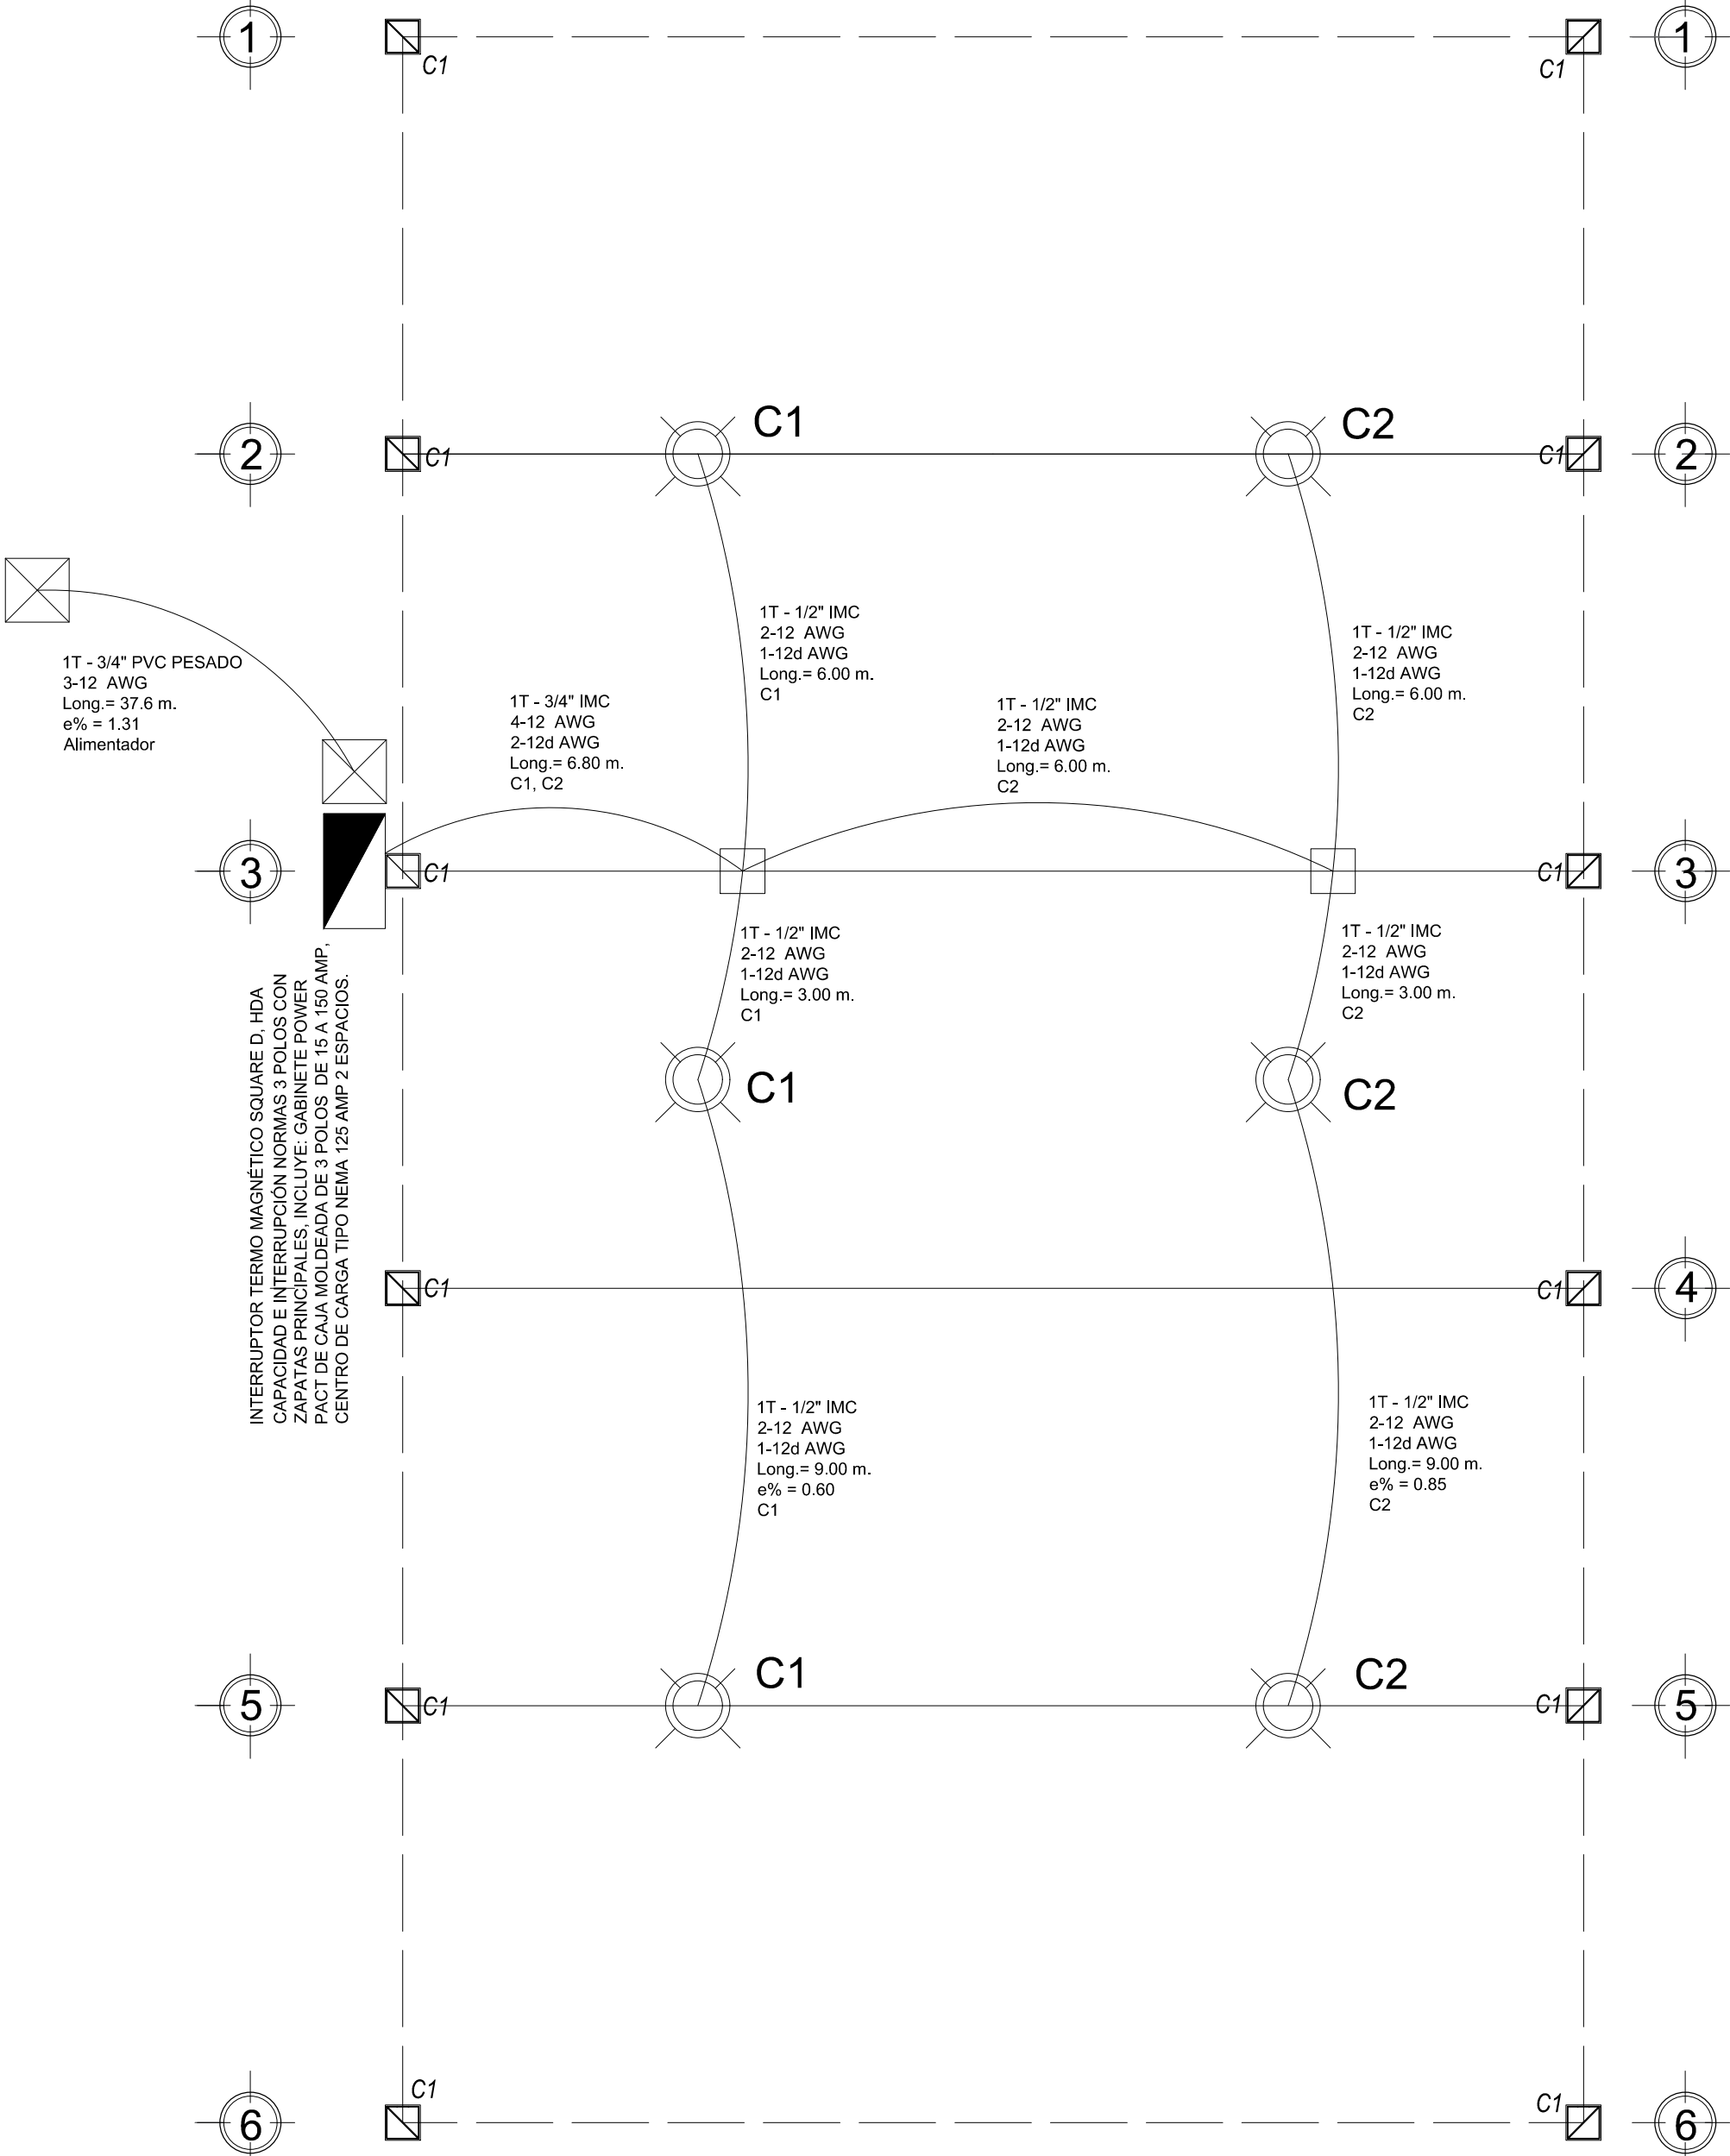 1
1
C1
C1
C1
C2
2
C1
C1
2
1T - 1/2" IMC
2-12 AWG
1-12d AWG
Long.= 6.00 m.
C1
1T - 1/2" IMC
2-12 AWG
1-12d AWG
Long.= 6.00 m.
C2
1T - 3/4" PVC PESADO
3-12 AWG
Long.= 37.6 m.
e% = 1.31
Alimentador
1T - 3/4" IMC
4-12 AWG
2-12d AWG
Long.= 6.80 m.
C1, C2
1T - 1/2" IMC
2-12 AWG
1-12d AWG
Long.= 6.00 m.
C2
3
C1
C1
3
1T - 1/2" IMC
2-12 AWG
1-12d AWG
Long.= 3.00 m.
C1
1T - 1/2" IMC
2-12 AWG
1-12d AWG
Long.= 3.00 m.
C2
INTERRUPTOR TERMO MAGNÉTICO SQUARE D, HDA
CAPACIDAD E INTERRUPCIÓN NORMAS 3 POLOS CON
ZAPATAS PRINCIPALES, INCLUYE: GABINETE POWER
PACT DE CAJA MOLDEADA DE 3 POLOS DE 15 A 150 AMP,
CENTRO DE CARGA TIPO NEMA 125 AMP 2 ESPACIOS.
C1
C2
C1
C1
4
1T - 1/2" IMC
2-12 AWG
1-12d AWG
Long.= 9.00 m.
e% = 0.60
C1
1T - 1/2" IMC
2-12 AWG
1-12d AWG
Long.= 9.00 m.
e% = 0.85
C2
C1
C2
5
C1
C1
5
C1
C1
6
6